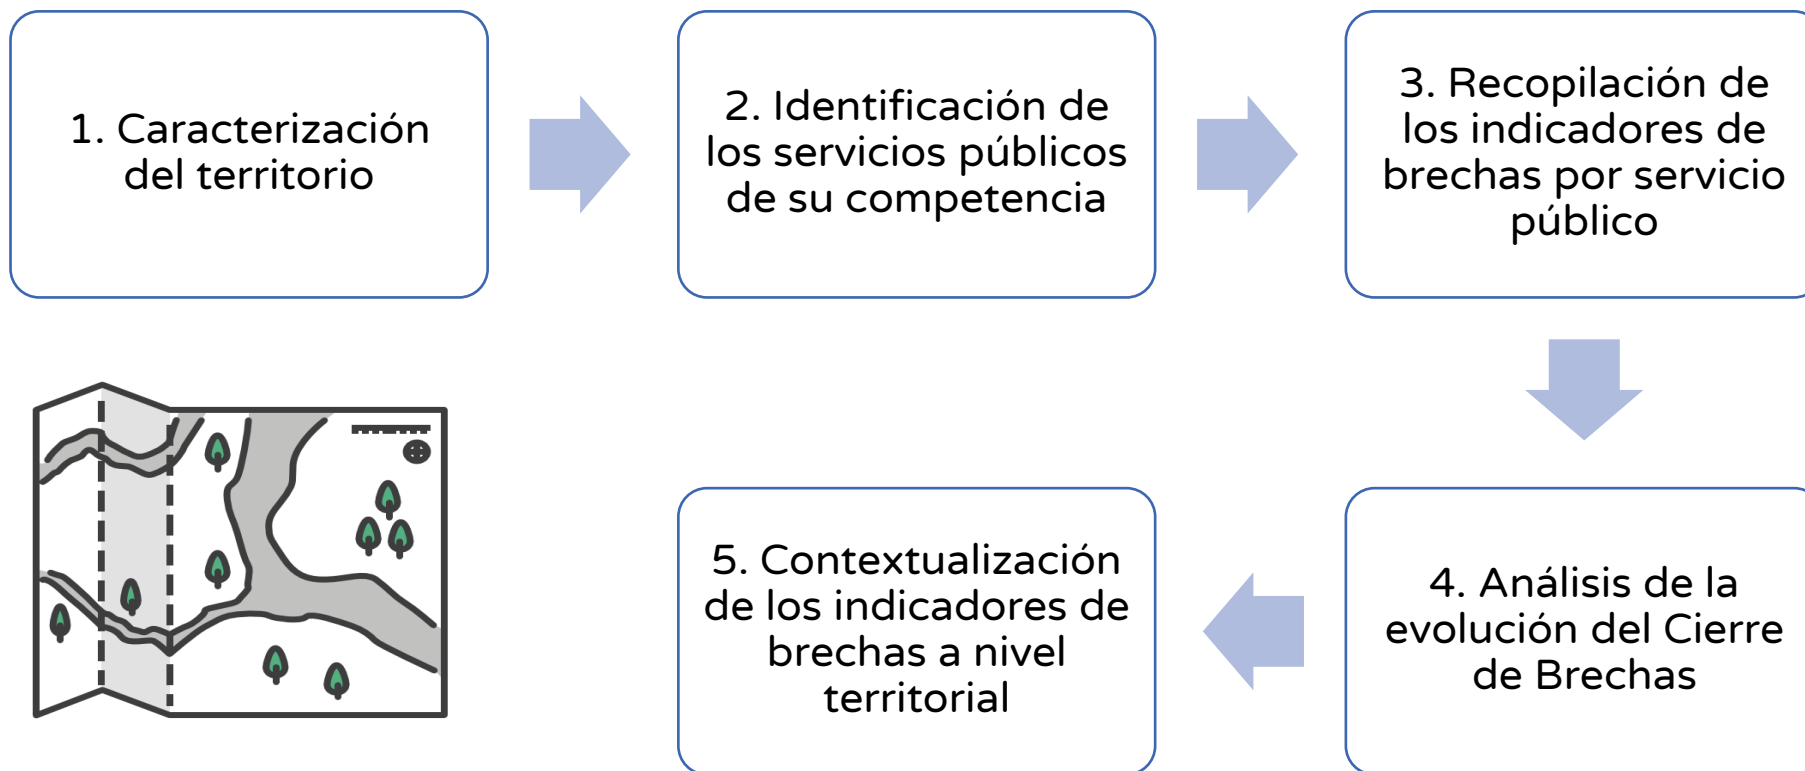 1. Caracterización
del territorio
2. Identificación de
los servicios públicos
de su competencia
3. Recopilación de
los indicadores de
brechas por servicio
público
4. Análisis de la
evolución del Cierre
de Brechas
5. Contextualización
de los indicadores de
brechas a nivel
territorial